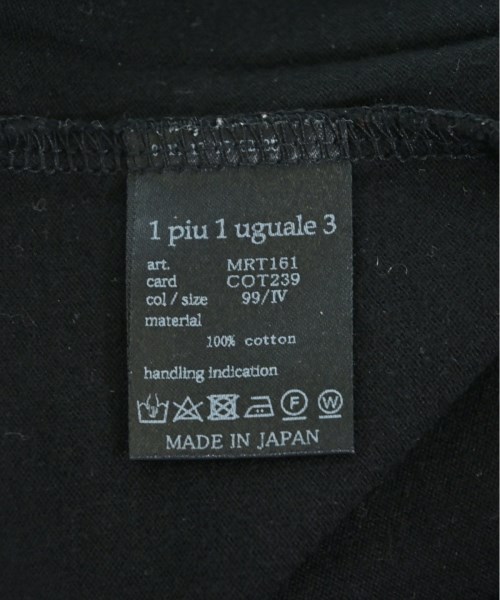 1 piu 1 uguale 3
art. MRT161
card COT239
col / size 99/IV
material
100% cotton
handling indication
F W
MADE IN JAPAN